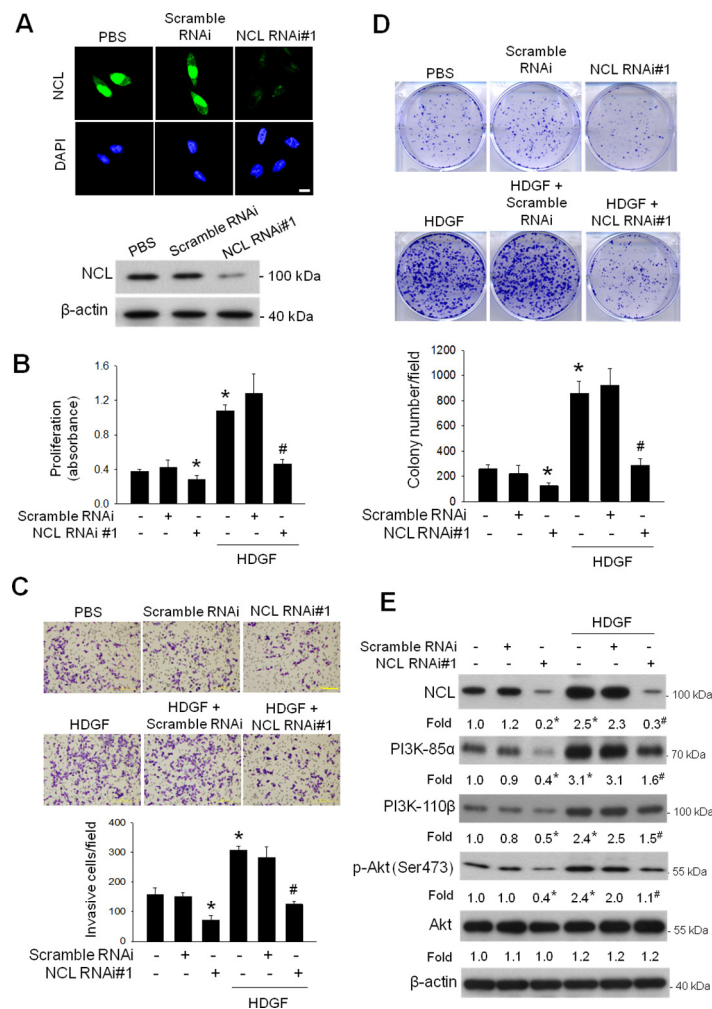 A
PBS
Scramble
RNAi
NCL RNAi#1
NCL
DAPI
PBS
Scramble RNAi
NCL RNAi#1
NCL
- 100 kDa
β-actin
- 40 kDa
B
Proliferation
(absorbance)
1.6
1.2
0.8
0.4
0
*
*
#
Scramble RNAi - + - - + -
NCL RNAi #1 - - + - - +
HDGF
C
PBS
Scramble RNAi
NCL RNAi#1
HDGF
HDGF +
Scramble RNAi
HDGF +
NCL RNAi#1
Invasive cells/field
400
300
200
100
0
*
*
#
Scramble RNAi - + - - + -
NCL RNAi#1 - - + - - +
HDGF
D
PBS
Scramble
RNAi
NCL RNAi#1
HDGF
HDGF +
Scramble
RNAi
HDGF +
NCL RNAi#1
Colony number/field
1200
1000
800
600
400
200
0
*
*
#
Scramble RNAi - + - - + -
NCL RNAi#1 - - + - - +
HDGF
E
HDGF
Scramble RNAi - + - - + -
NCL RNAi#1 - - + - - +
NCL - 100 kDa
Fold 1.0 1.2 0.2* 2.5* 2.3 0.3#
PI3K-85α - 70 kDa
Fold 1.0 0.9 0.4* 3.1* 3.1 1.6#
PI3K-110β - 100 kDa
Fold 1.0 0.8 0.5* 2.4* 2.5 1.5#
p-Akt (Ser473) - 55 kDa
Fold 1.0 1.0 0.4* 2.4* 2.0 1.1#
Akt - 55 kDa
Fold 1.0 1.1 1.0 1.2 1.2 1.2
β-actin - 40 kDa